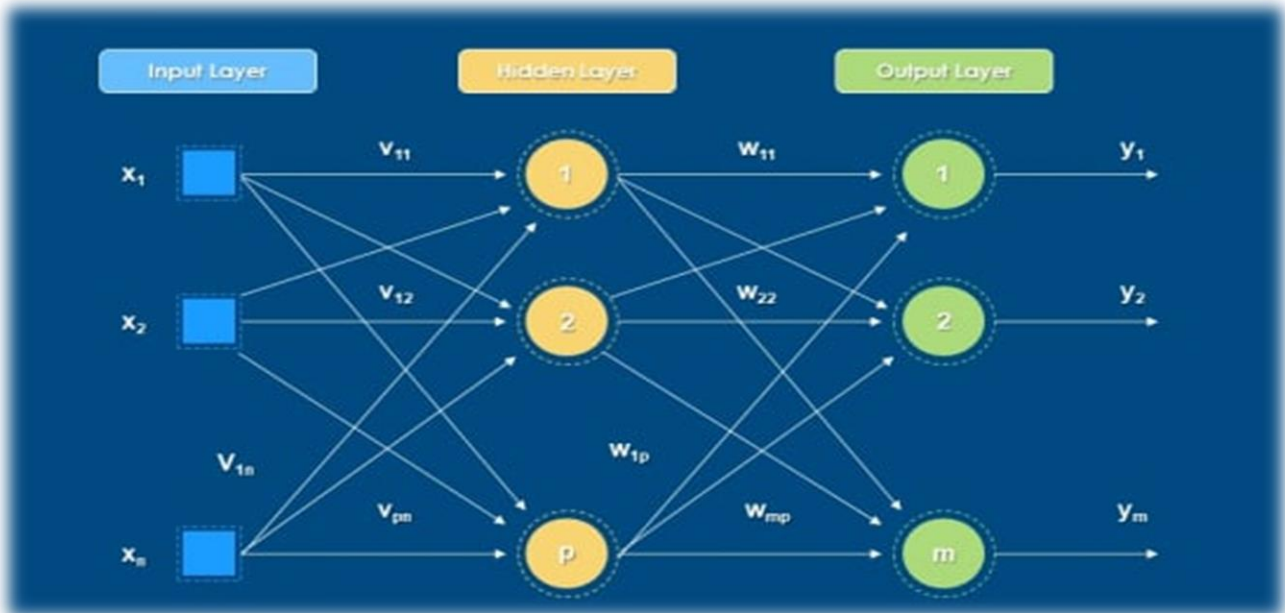 Input Layer Hidden Layer Output Layer
x₁ v₁₁ 1 w₁₁ 1 y₁
x₂ v₁₂ 2 w₂₂ 2 y₂
V₁ₙ w₁ₚ
xₙ vₚₙ p wₘₚ m yₘ